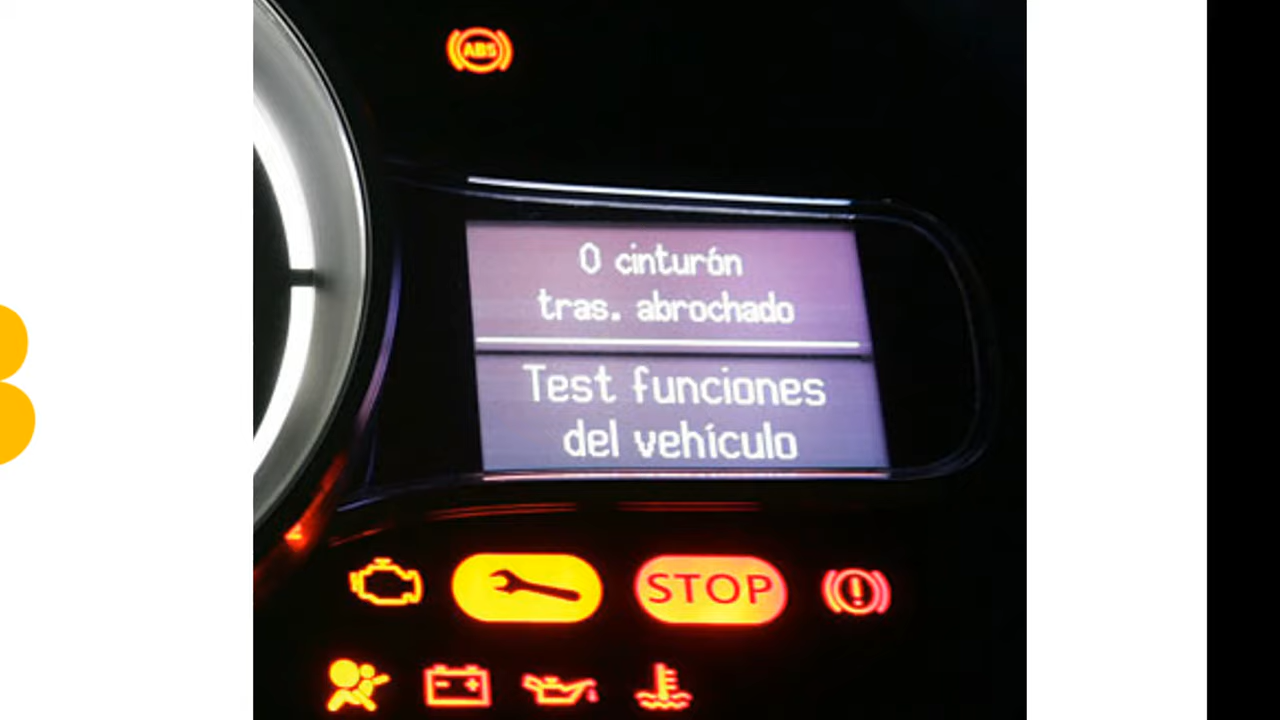 ABS
0 cinturón
tras. abrochado
Test funciones
del vehículo
STOP